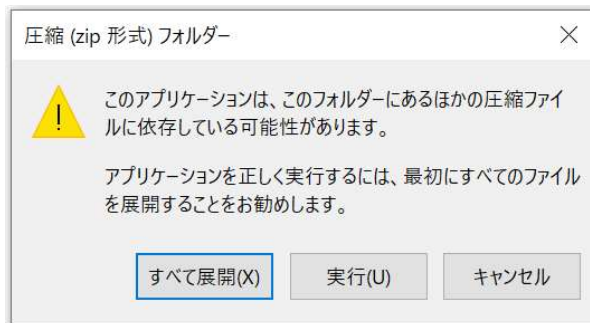 圧縮 (zip 形式) フォルダー
このアプリケーションは、このフォルダーにあるほかの圧縮ファイ
ルに依存している可能性があります。
アプリケーションを正しく実行するには、最初にすべてのファイル
を展開することをお勧めします。
すべて展開(X)
実行(U)
キャンセル